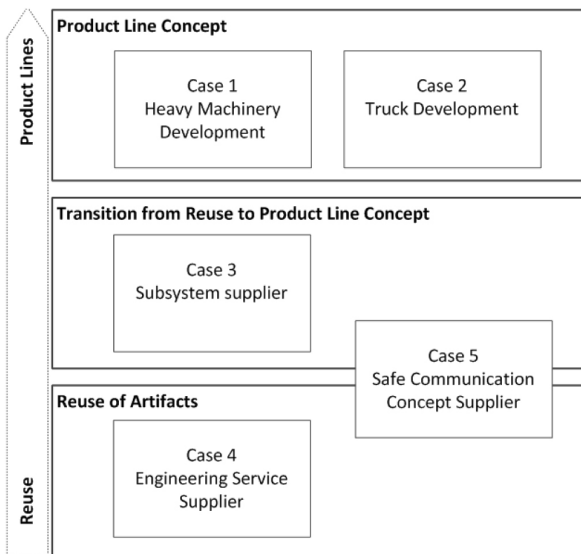 Product Lines
Product Line Concept
Case 1
Heavy Machinery
Development
Case 2
Truck Development
Transition from Reuse to Product Line Concept
Case 3
Subsystem supplier
Case 5
Safe Communication
Concept Supplier
Reuse of Artifacts
Case 4
Engineering Service
Supplier
Reuse